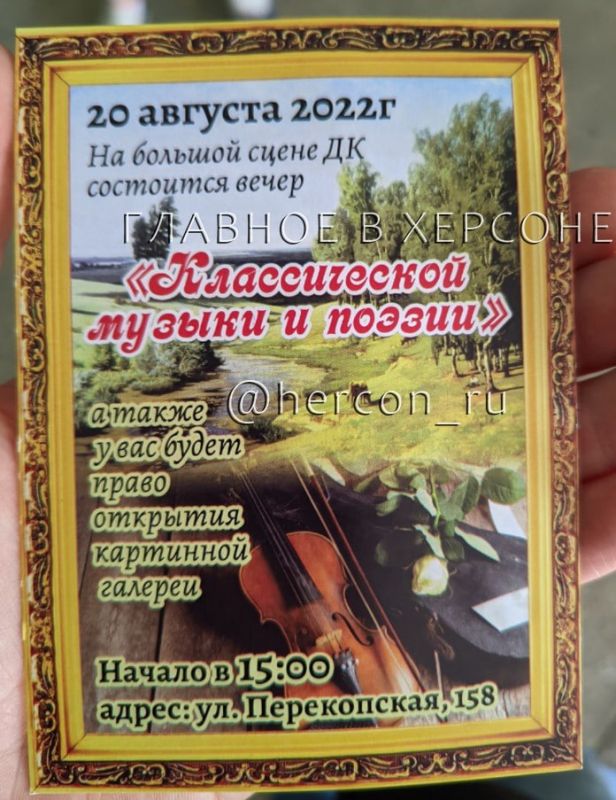 20 августа 2022г
На большой сцене ДК
состоится вечер
ГЛАВНОЕ В ХЕРСОНЕ
«Классической
музыки и поэзии»
@hercon_ru
а также
у вас будет
право
открытия
картинной
галереи
Начало в 15:00
адрес: ул. Перекопская, 158